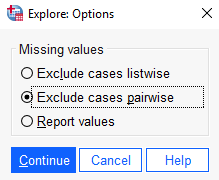 Explore: Options
Missing values
Exclude cases listwise
Exclude cases pairwise
Report values
Continue Cancel Help